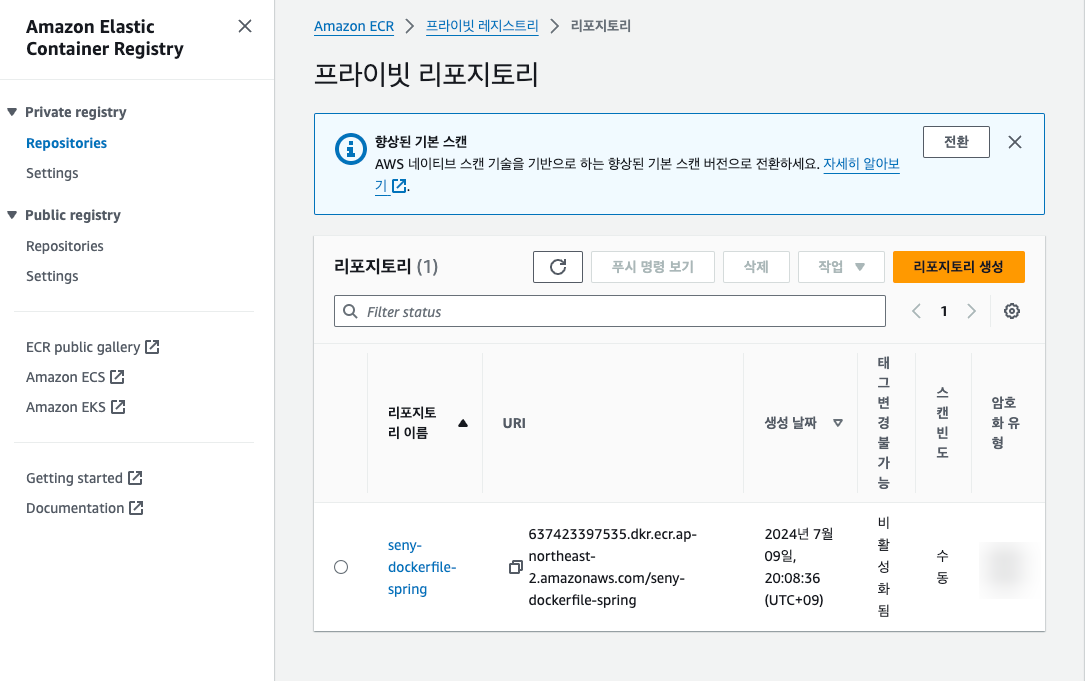 Amazon Elastic
Container Registry
Private registry
Repositories
Settings
Public registry
Repositories
Settings
ECR public gallery
Amazon ECS
Amazon EKS
Getting started
Documentation
Amazon ECR
프라이빗 레지스트리
리포지토리
프라이빗 리포지토리
향상된 기본 스캔
AWS 네이티브 스캔 기술을 기반으로 하는 향상된 기본 스캔 버전으로 전환하세요. 자세히 알아보
기.
전환
리포지토리 (1)
푸시 명령 보기
삭제
작업
리포지토리 생성
Filter status
1
리포지토
리 이름
URI
생성 날짜
태
그
변
경
불
가
능
스
캔
빈
도
암호
화 유
형
seny-
dockerfile-
spring
637423397535.dkr.ecr.ap-
northeast-
2.amazonaws.com/seny-
dockerfile-spring
2024년 7월
09일,
20:08:36
(UTC+09)
비
활
성
화
됨
수
동